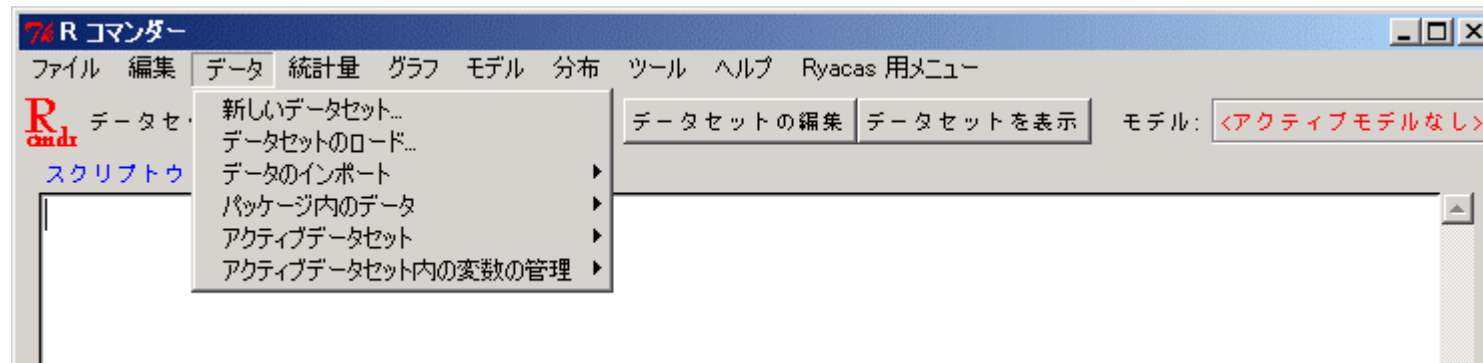 R コマンダー
ファイル 編集 データ 統計量 グラフ モデル 分布 ツール ヘルプ Ryacas 用メニュー
R cmdr データセッ データセットの編集 データセットを表示 モデル: <アクティブモデルなし>
スクリプトウ
新しいデータセット...
データセットのロード...
データのインポート
パッケージ内のデータ
アクティブデータセット
アクティブデータセット内の変数の管理